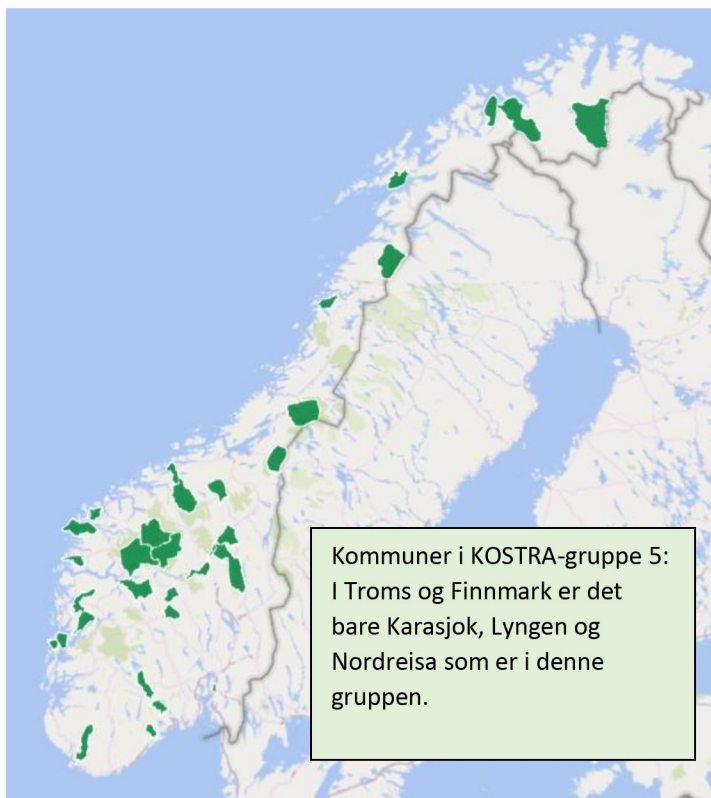 Kommuner i KOSTRA-gruppe 5:
I Troms og Finnmark er det
bare Karasjok, Lyngen og
Nordreisa som er i denne
gruppen.